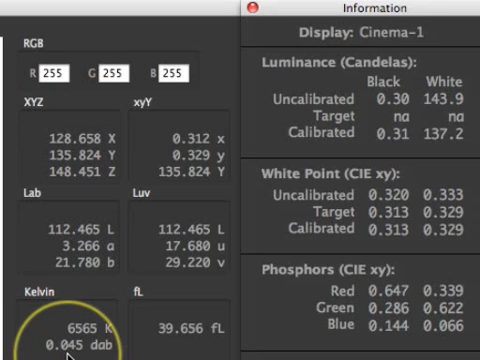 RGB
R 255 G 255 B 255
XYZ
128.658 X
135.824 Y
148.451 Z
xyY
0.312 x
0.329 y
135.824 Y
Lab
112.465 L
3.266 a
21.780 b
Luv
112.465 L
17.680 u
29.220 v
Kelvin
6565 K
0.045 dab
fL
39.656 fL
Information
Display: Cinema-1
Luminance (Candelas):
Black White
Uncalibrated 0.30 143.9
Target na na
Calibrated 0.31 137.2
White Point (CIE xy):
Uncalibrated 0.320 0.333
Target 0.313 0.329
Calibrated 0.313 0.329
Phosphors (CIE xy):
Red 0.647 0.339
Green 0.286 0.622
Blue 0.144 0.066